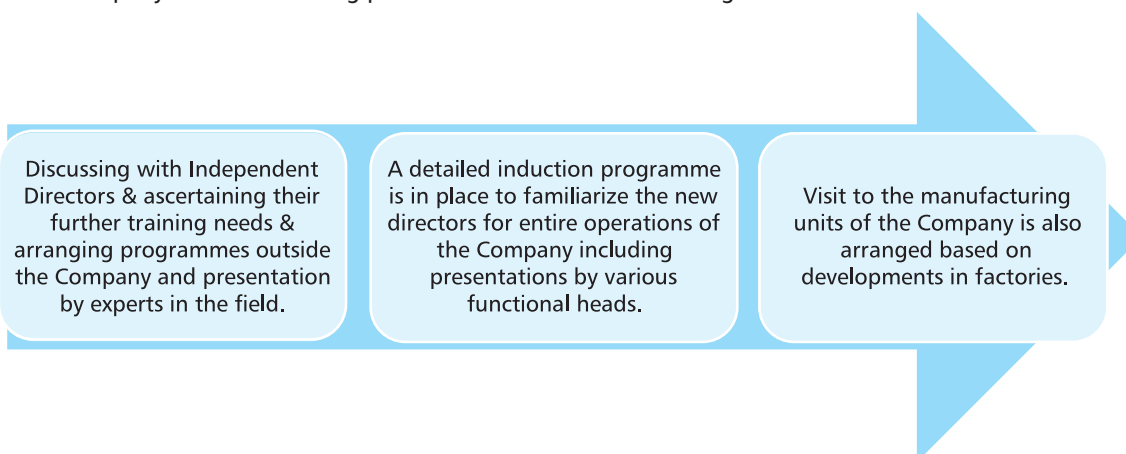 Discussing with Independent
Directors & ascertaining their
further training needs &
arranging programmes outside
the Company and presentation
by experts in the field.
A detailed induction programme
is in place to familiarize the new
directors for entire operations of
the Company including
presentations by various
functional heads.
Visit to the manufacturing
units of the Company is also
arranged based on
developments in factories.